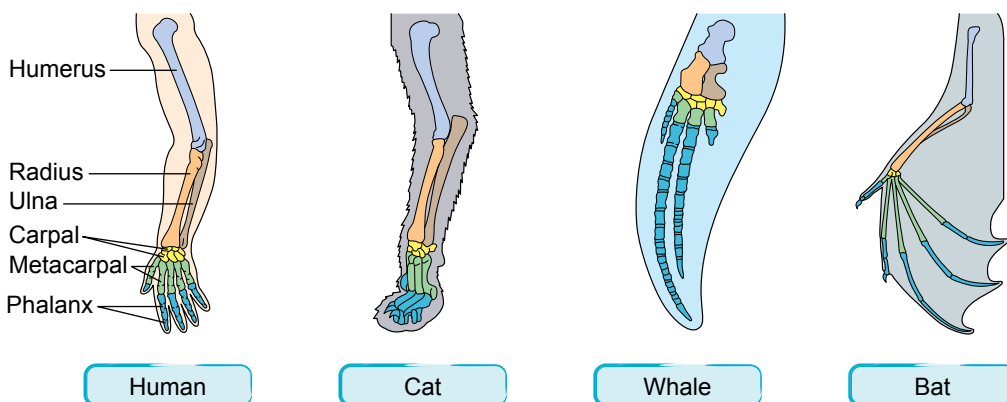 Humerus
Radius
Ulna
Carpal
Metacarpal
Phalanx
Human
Cat
Whale
Bat